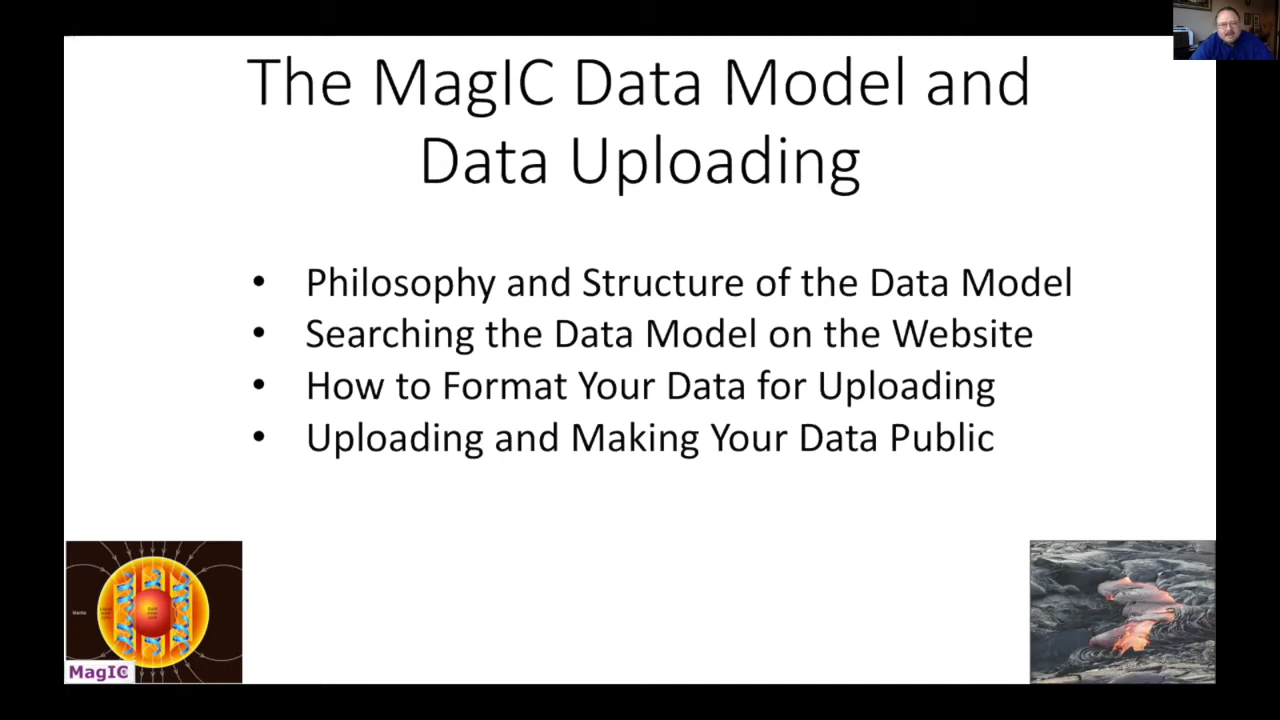 The MagIC Data Model and
Data Uploading
• Philosophy and Structure of the Data Model
• Searching the Data Model on the Website
• How to Format Your Data for Uploading
• Uploading and Making Your Data Public
MagIC